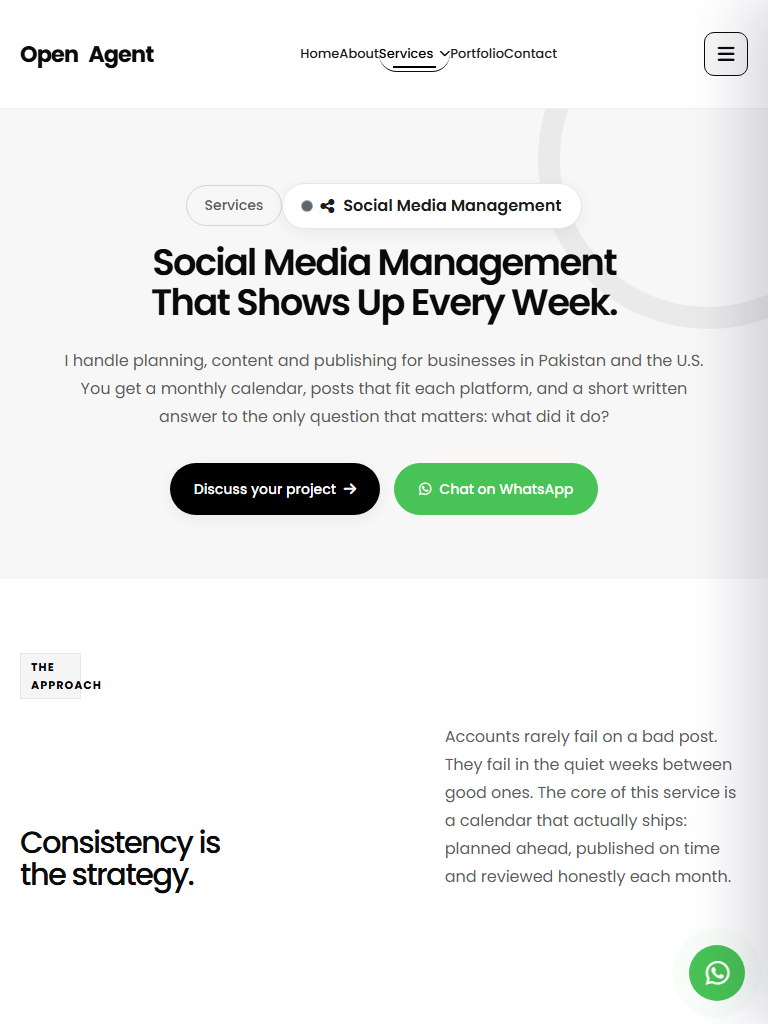 Open Agent
Home About Services Portfolio Contact
Services
Social Media Management
Social Media Management
That Shows Up Every Week.
I handle planning, content and publishing for businesses in Pakistan and the U.S.
You get a monthly calendar, posts that fit each platform, and a short written
answer to the only question that matters: what did it do?
Discuss your project
Chat on WhatsApp
THE
APPROACH
Consistency is
the strategy.
Accounts rarely fail on a bad post.
They fail in the quiet weeks between
good ones. The core of this service is
a calendar that actually ships:
planned ahead, published on time
and reviewed honestly each month.